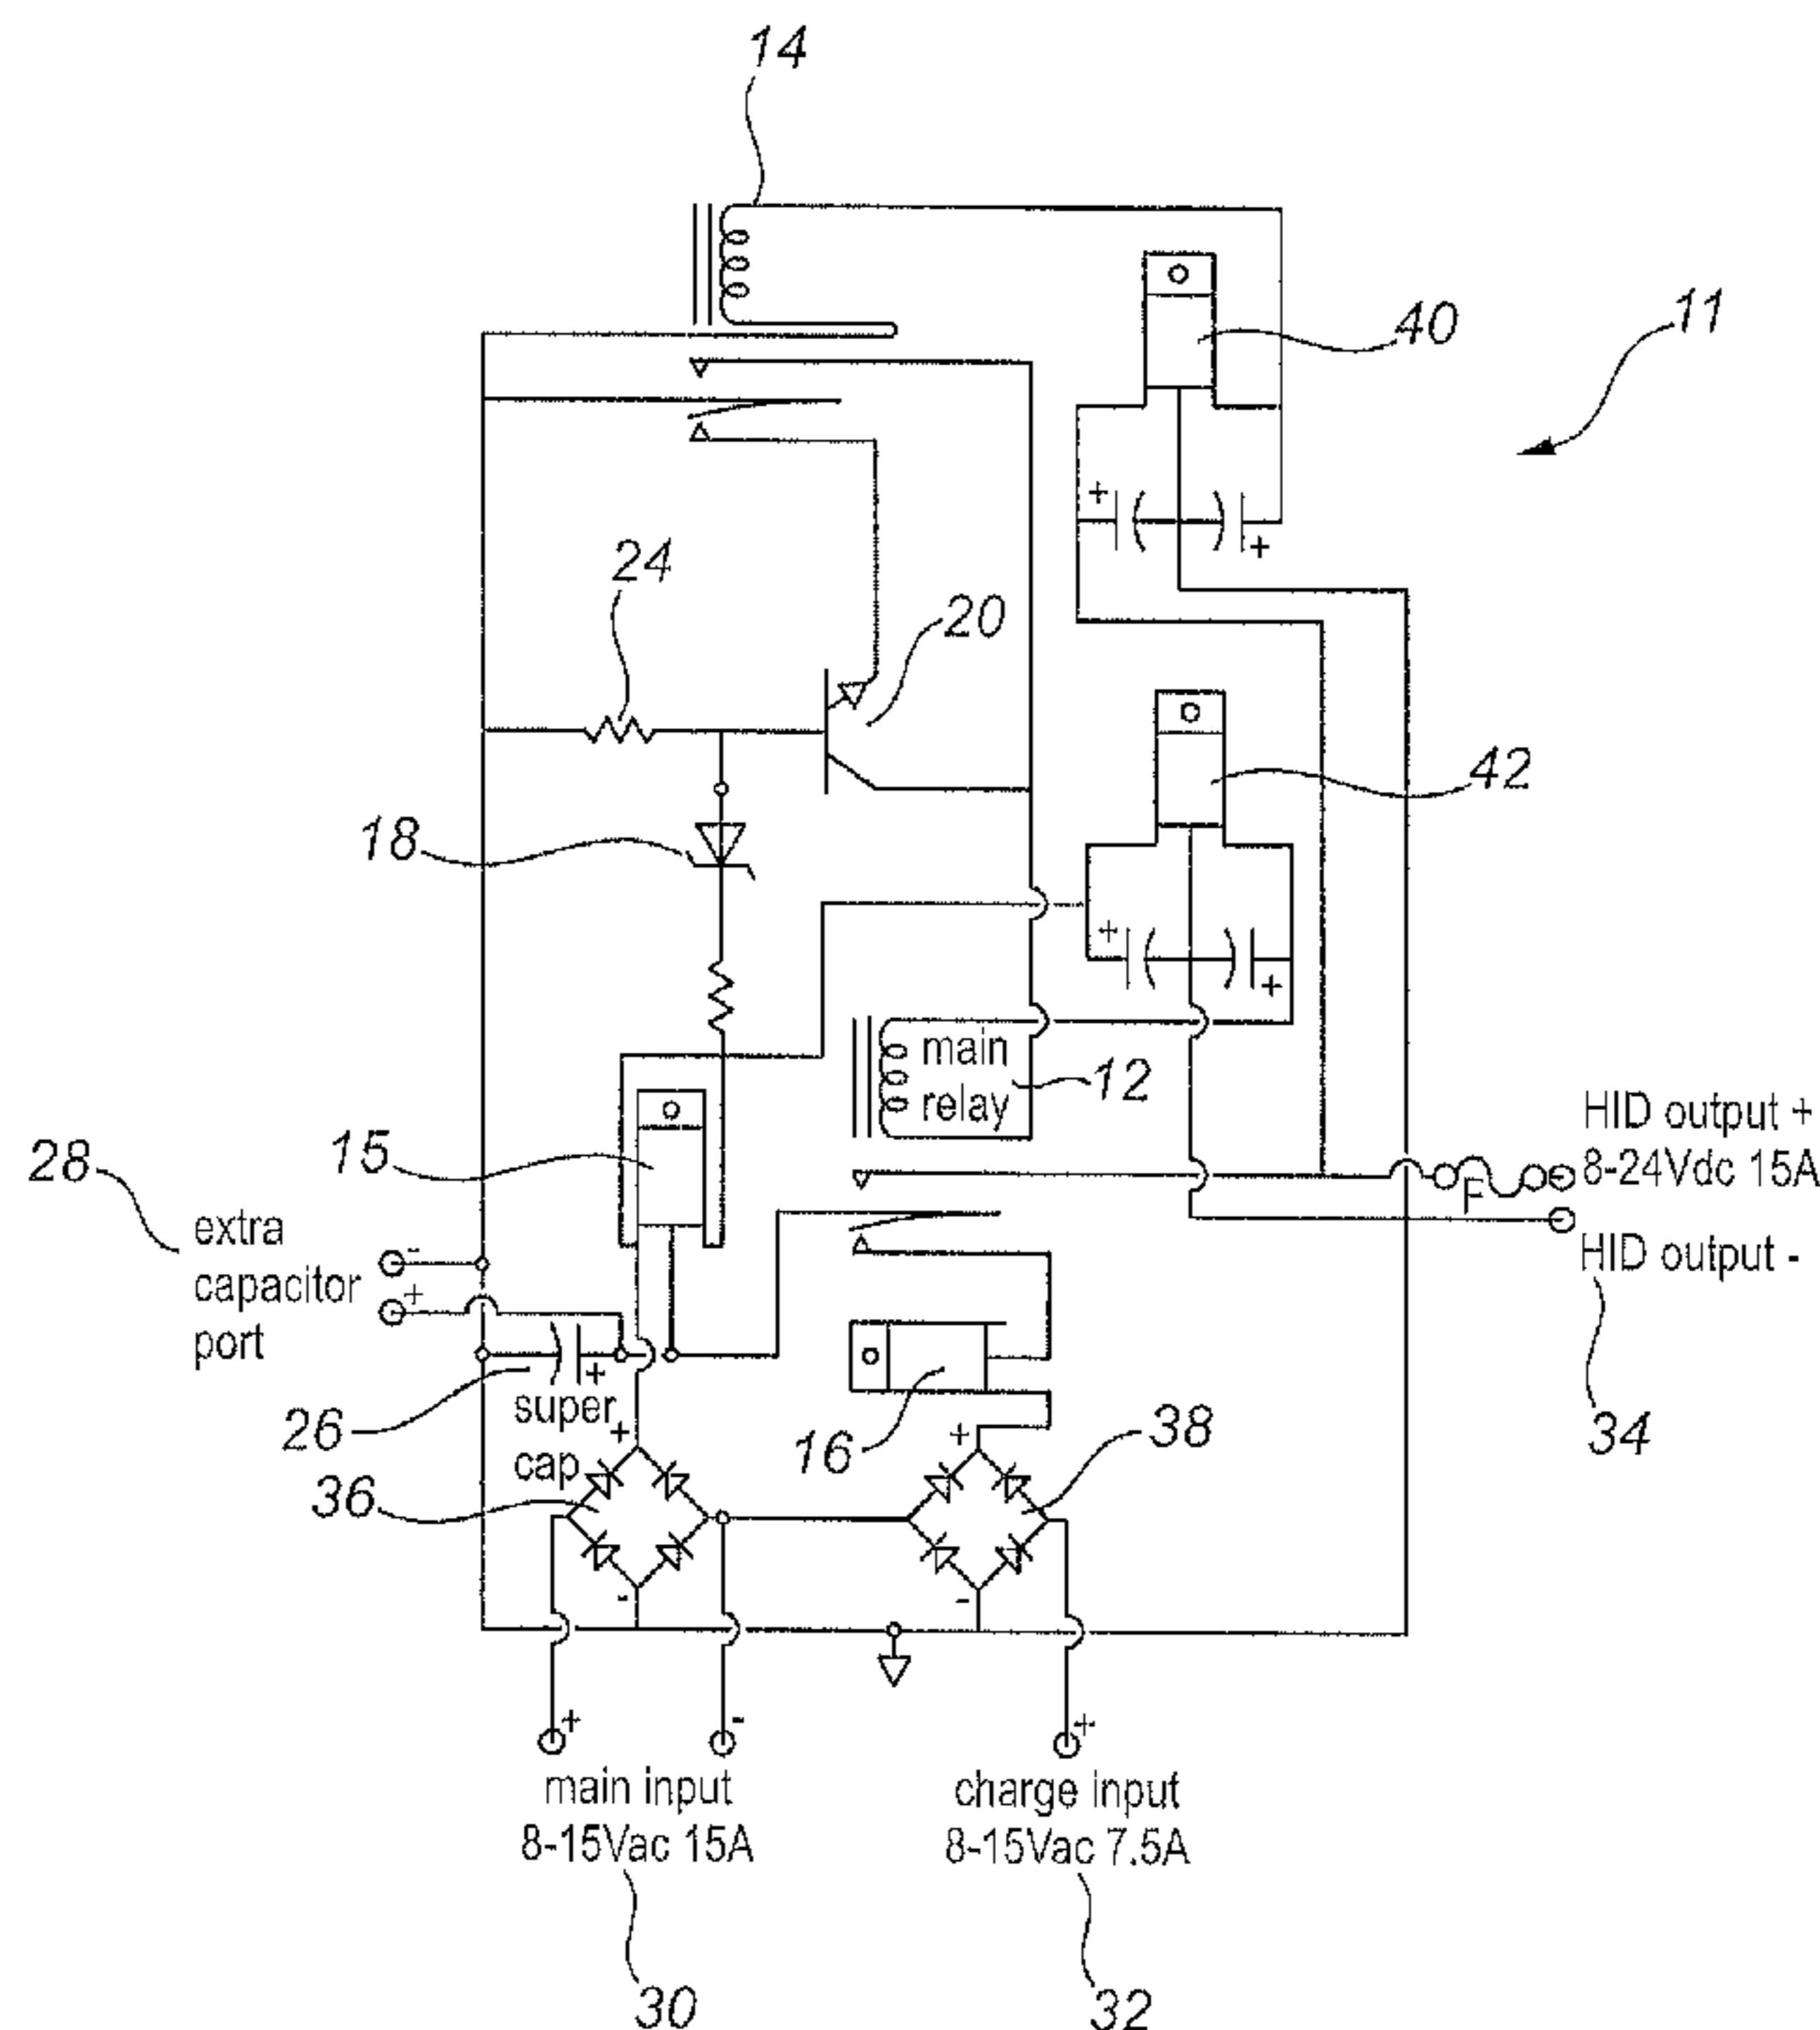 14
11
40
24
20
42
18
main
relay
12
15
HID output +
8-24Vdc 15A
F
HID output -
34
28
extra
capacitor
port
-
+
+
26
super
cap
+
-
36
16
+
-
38
+
-
+
main input
8-15Vac 15A
30
charge input
8-15Vac 7.5A
32
+
+
+
+